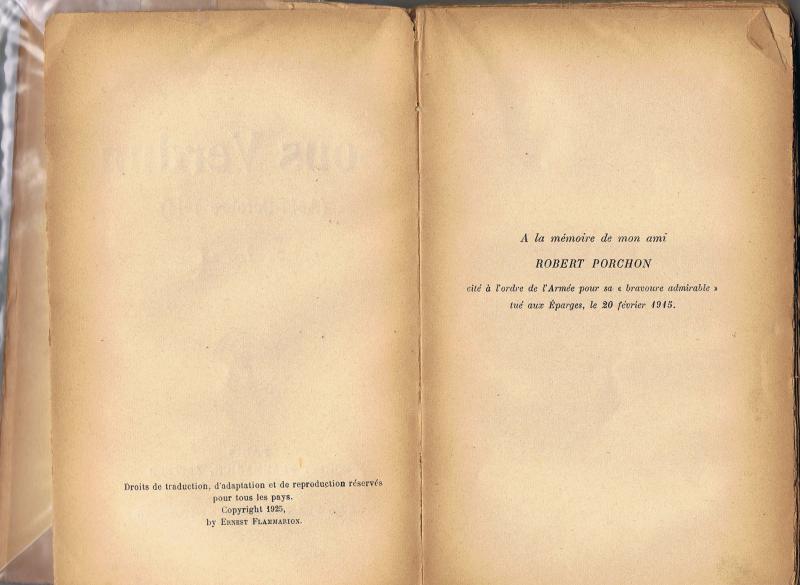 Droits de traduction, d'adaptation et de reproduction réservés
pour tous les pays.
Copyright 1925,
by ERNEST FLAMMARION.
A la mémoire de mon ami
ROBERT PORCHON
cité à l'ordre de l'Armée pour sa « bravoure admirable »
tué aux Éparges, le 20 février 1915.